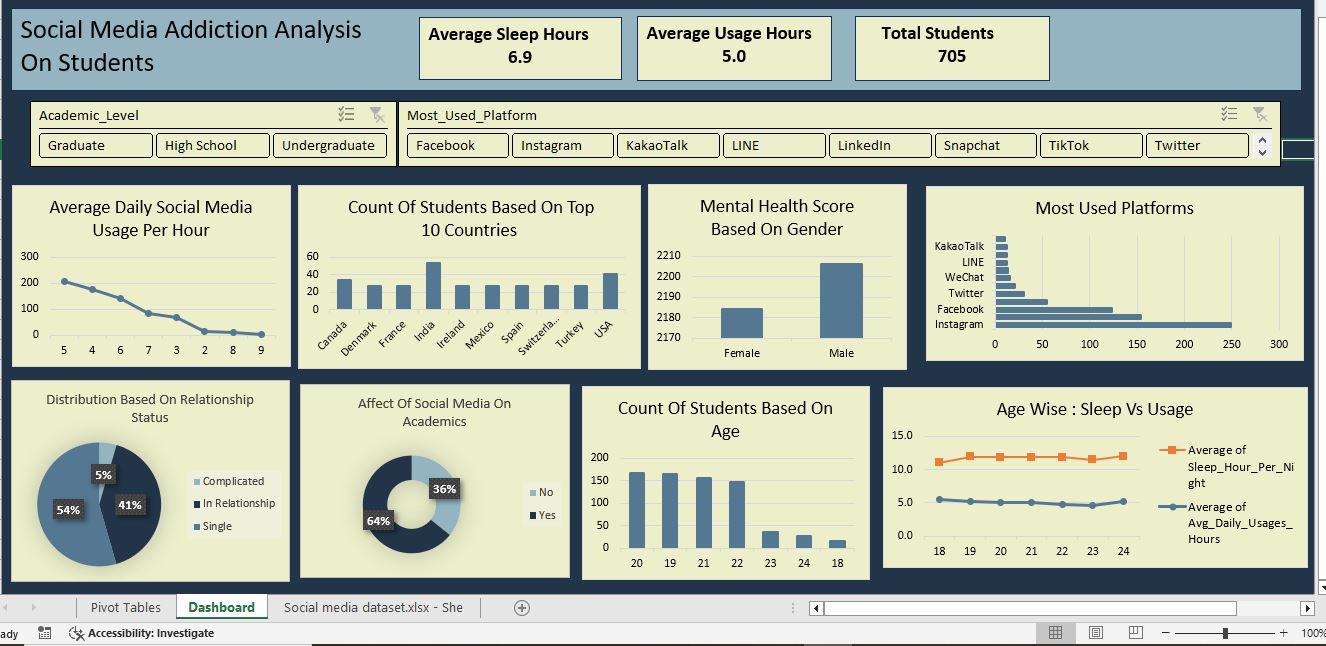 Social Media Addiction Analysis
On Students
Average Sleep Hours
6.9
Average Usage Hours
5.0
Total Students
705
Academic_Level
Graduate
High School
Undergraduate
Most_Used_Platform
Facebook
Instagram
KakaoTalk
LINE
LinkedIn
Snapchat
TikTok
Twitter
Average Daily Social Media
Usage Per Hour
300
200
100
0
5 4 6 7 3 2 8 9
Count Of Students Based On Top
10 Countries
60
40
20
0
Canada
Denmark
France
India
Ireland
Mexico
Spain
Switzerla...
Turkey
USA
Mental Health Score
Based On Gender
2210
2200
2190
2180
2170
Female Male
Most Used Platforms
KakaoTalk
LINE
WeChat
Twitter
Facebook
Instagram
0 50 100 150 200 250 300
Distribution Based On Relationship
Status
5%
41%
54%
Complicated
In Relationship
Single
Affect Of Social Media On
Academics
36%
64%
No
Yes
Count Of Students Based On
Age
200
150
100
50
0
20 19 21 22 23 24 18
Age Wise : Sleep Vs Usage
15.0
10.0
5.0
0.0
18 19 20 21 22 23 24
Average of
Sleep_Hour_Per_Ni
ght
Average of
Avg_Daily_Usages_
Hours
Pivot Tables
Dashboard
Social media dataset.xlsx - She
ady
Accessibility: Investigate
100%